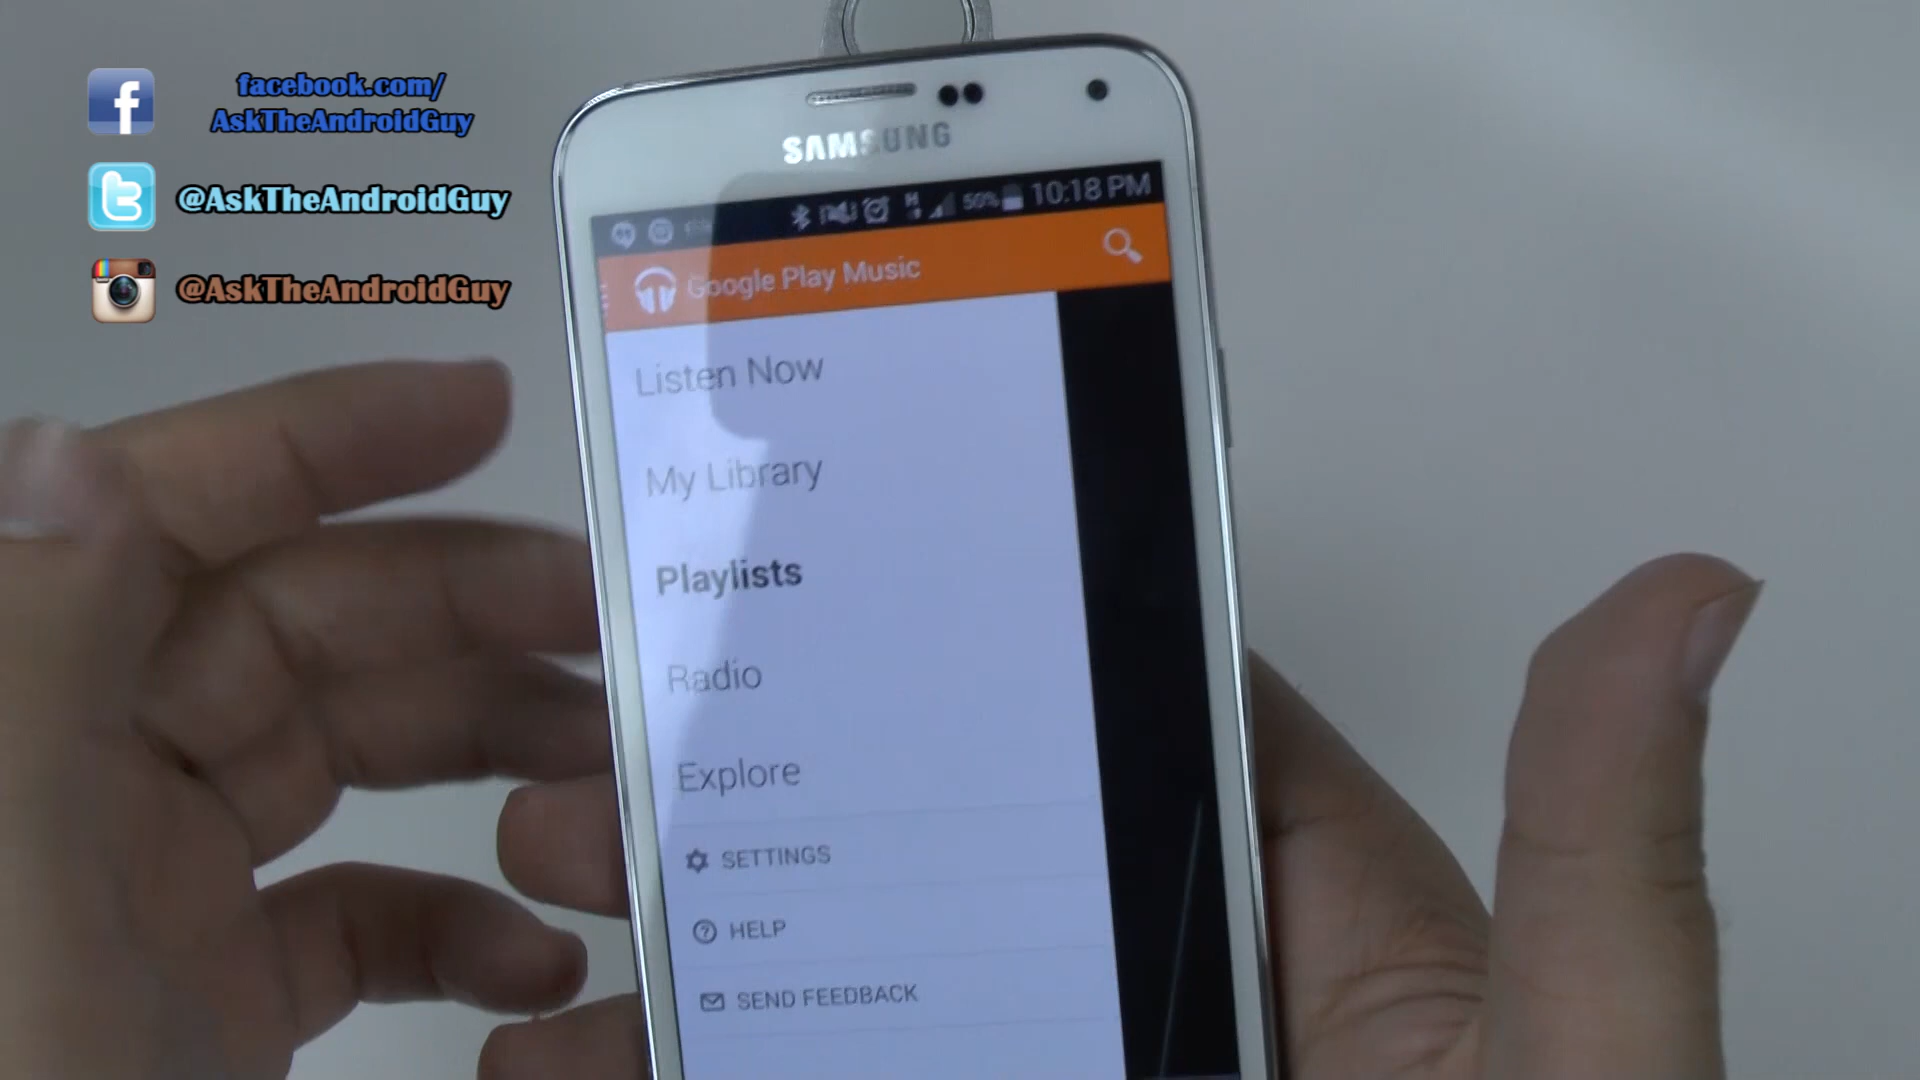 facebook.com/
AskTheAndroidGuy
@AskTheAndroidGuy
@AskTheAndroidGuy
SAMSUNG
50% 10:18 PM
Google Play Music
Listen Now
My Library
Playlists
Radio
Explore
SETTINGS
HELP
SEND FEEDBACK